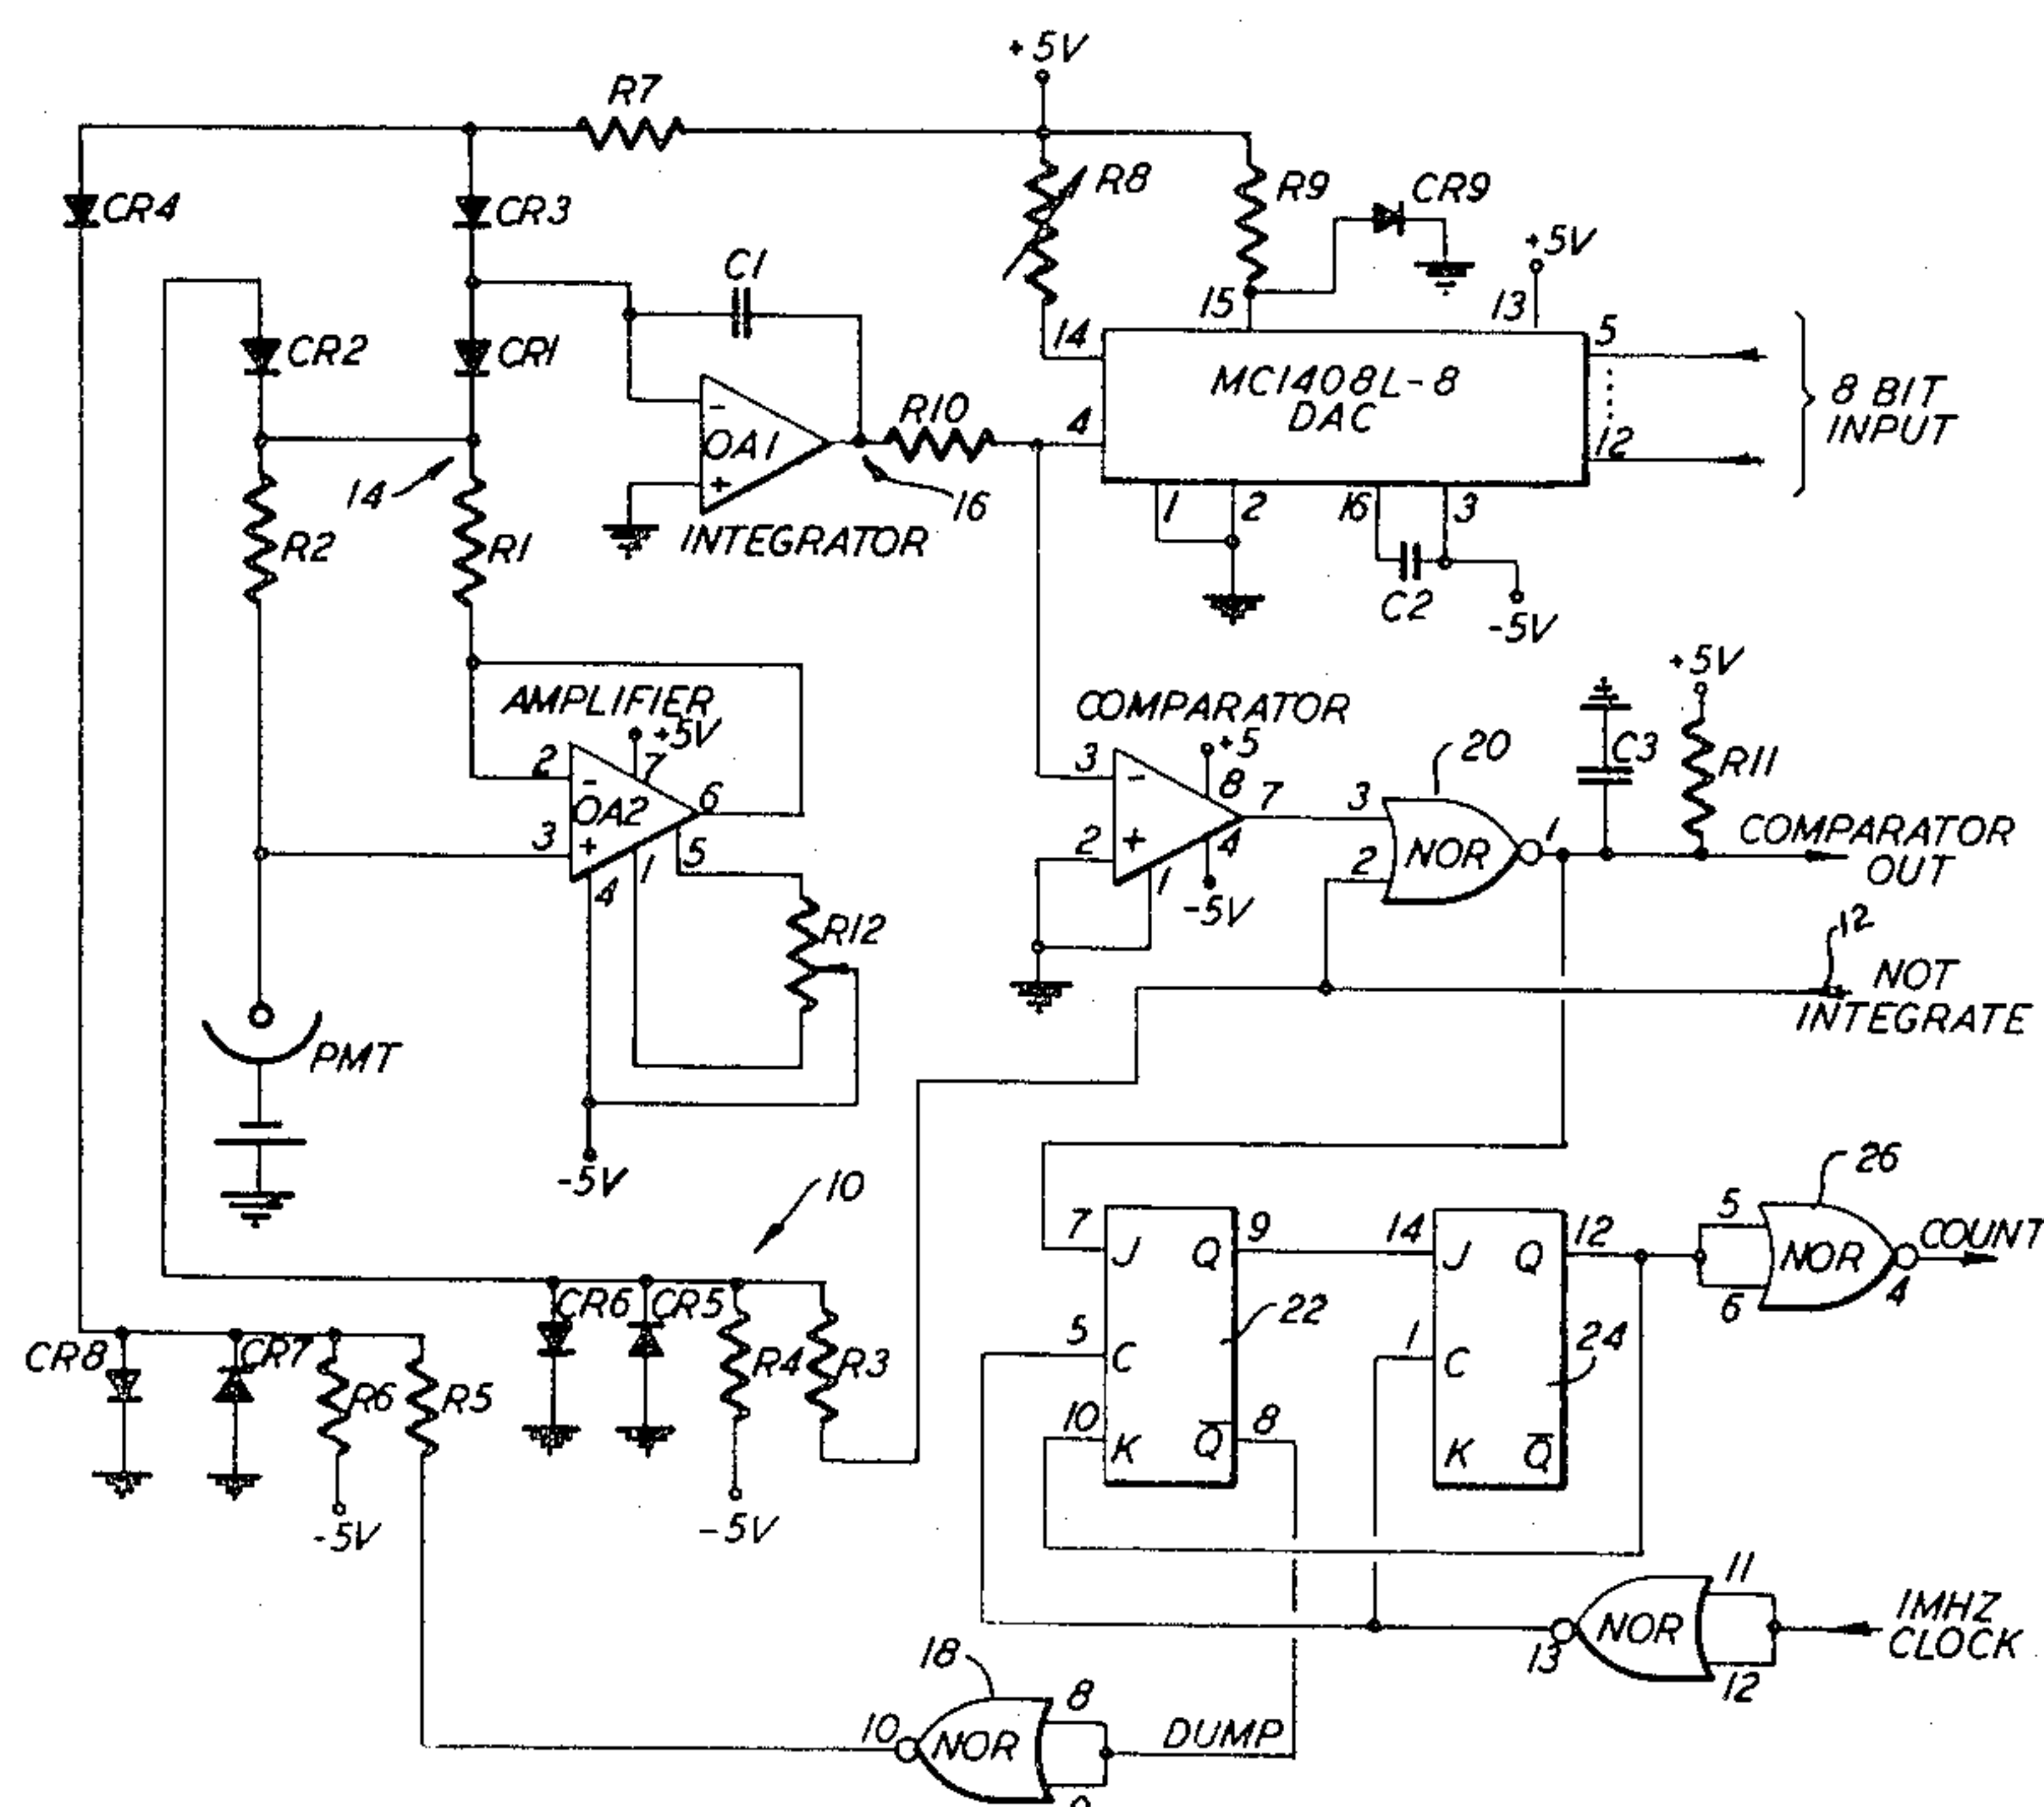 +5V
R7
CR4
CR3
R8
R9
CR9
+5V
C1
15
13
14
5
CR2
CR1
MC1408L-8
DAC
8 BIT
INPUT
R10
4
12
-
OA1
+
14
16
1
2
16
3
R2
R1
INTEGRATOR
C2
-5V
+5V
AMPLIFIER
+5V
COMPARATOR
+5
20
C3
R11
2
-
7
OA2
6
3
-
8
7
3
1
COMPARATOR
OUT
3
+
5
1
4
2
+
4
1
-5V
2
NOR
R12
12
NOT
INTEGRATE
PMT
-5V
10
26
7
J
Q
9
14
J
Q
12
5
NOR
COUNT
6
4
CR6
CR5
22
CR8
CR7
R4
R3
5
C
1
C
24
R6
R5
10
K
Q̅
8
K
Q̅
-5V
-5V
11
NOR
1MHZ
CLOCK
13
12
18
8
10
NOR
DUMP
9